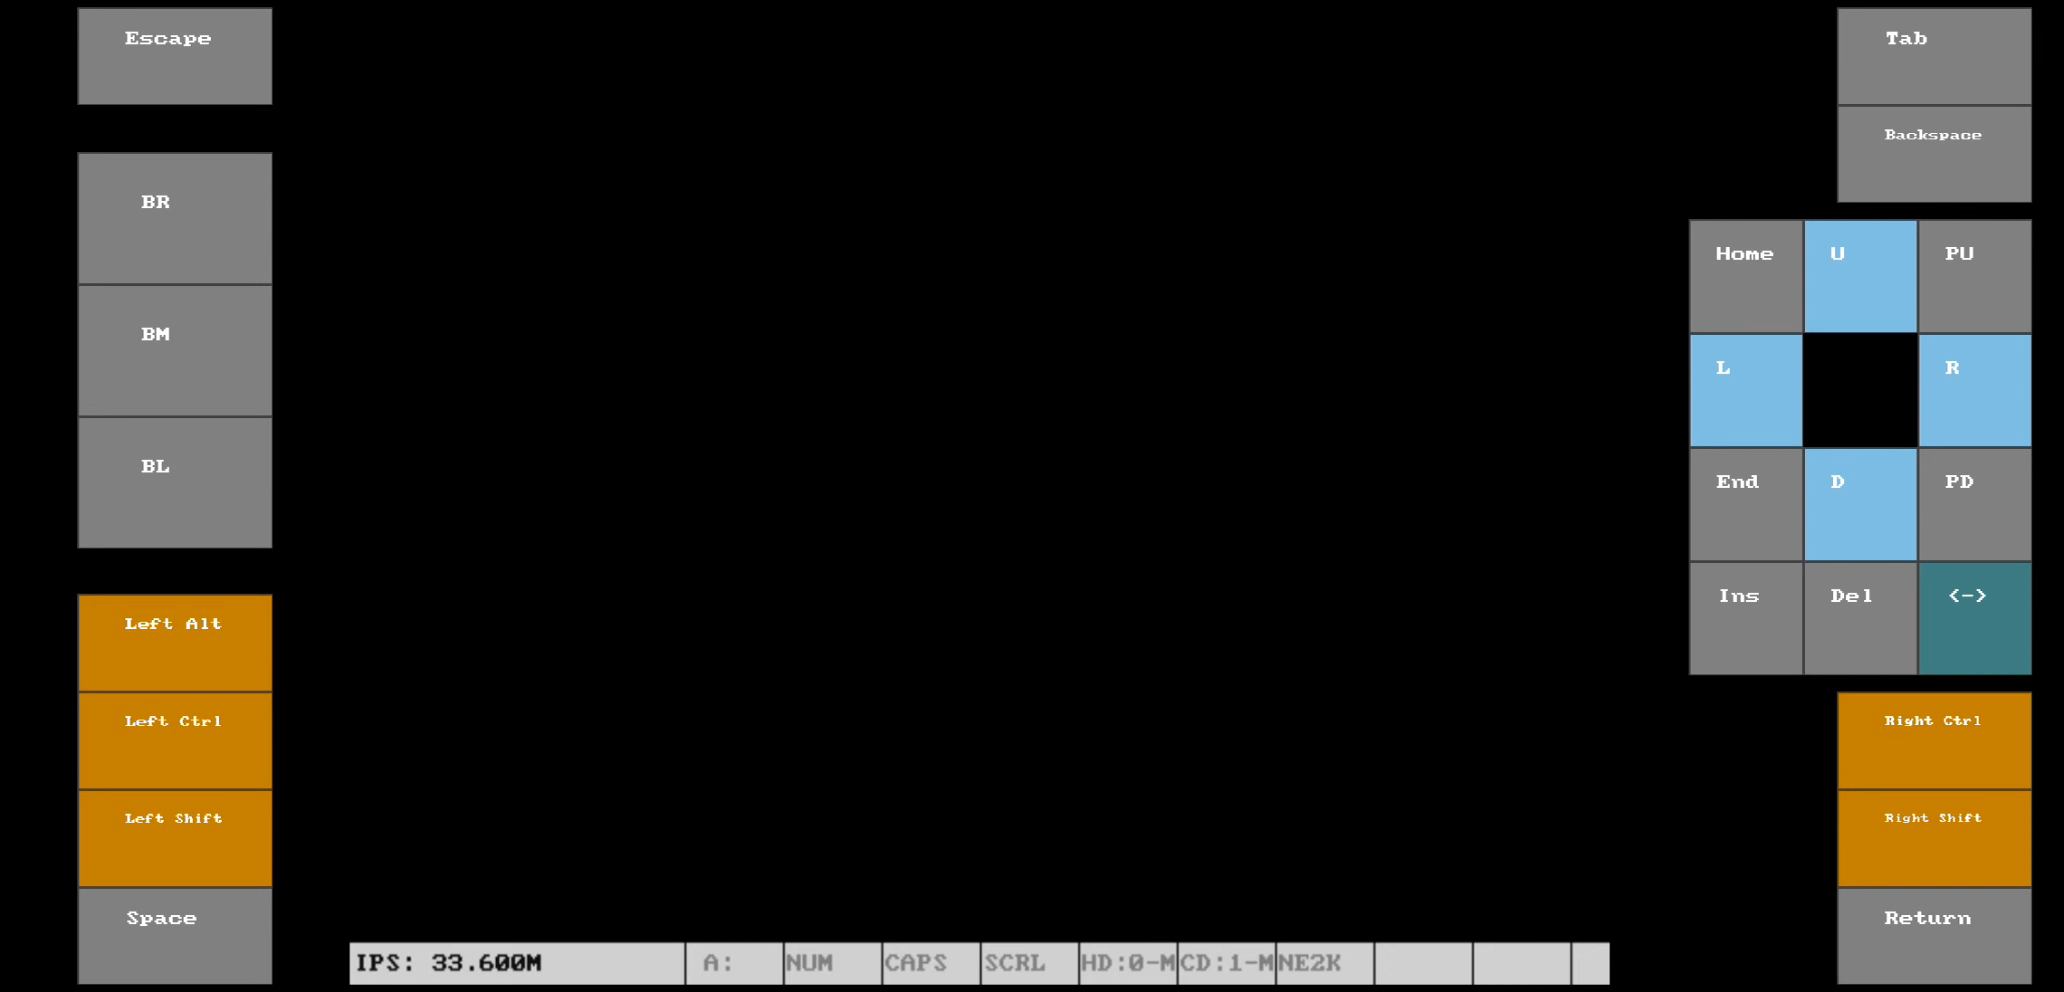 Escape
Tab
Backspace
BR
Home U PU
BM
L R
BL
End D PD
Ins Del <->
Left Alt
Left Ctrl
Right Ctrl
Left Shift
Right Shift
Space
Return
IPS: 33.600M A: NUM CAPS SCRL HD:0-M CD:1-M NE2K